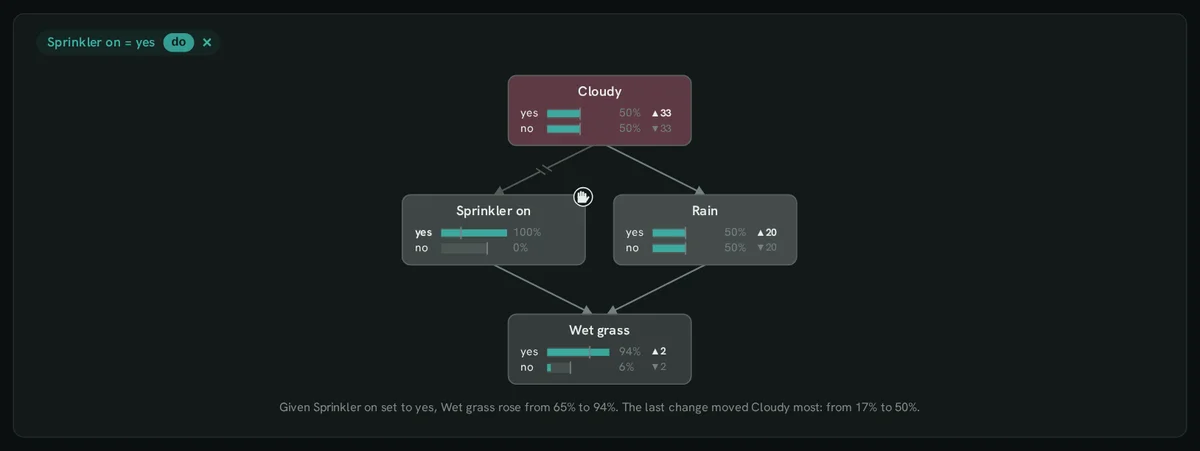 Sprinkler on = yes do ×
Cloudy
yes 50% ▲33
no 50% ▼33
Sprinkler on
yes 100%
no 0%
Rain
yes 50% ▲20
no 50% ▼20
Wet grass
yes 94% ▲2
no 6% ▼2
Given Sprinkler on set to yes, Wet grass rose from 65% to 94%. The last change moved Cloudy most: from 17% to 50%.